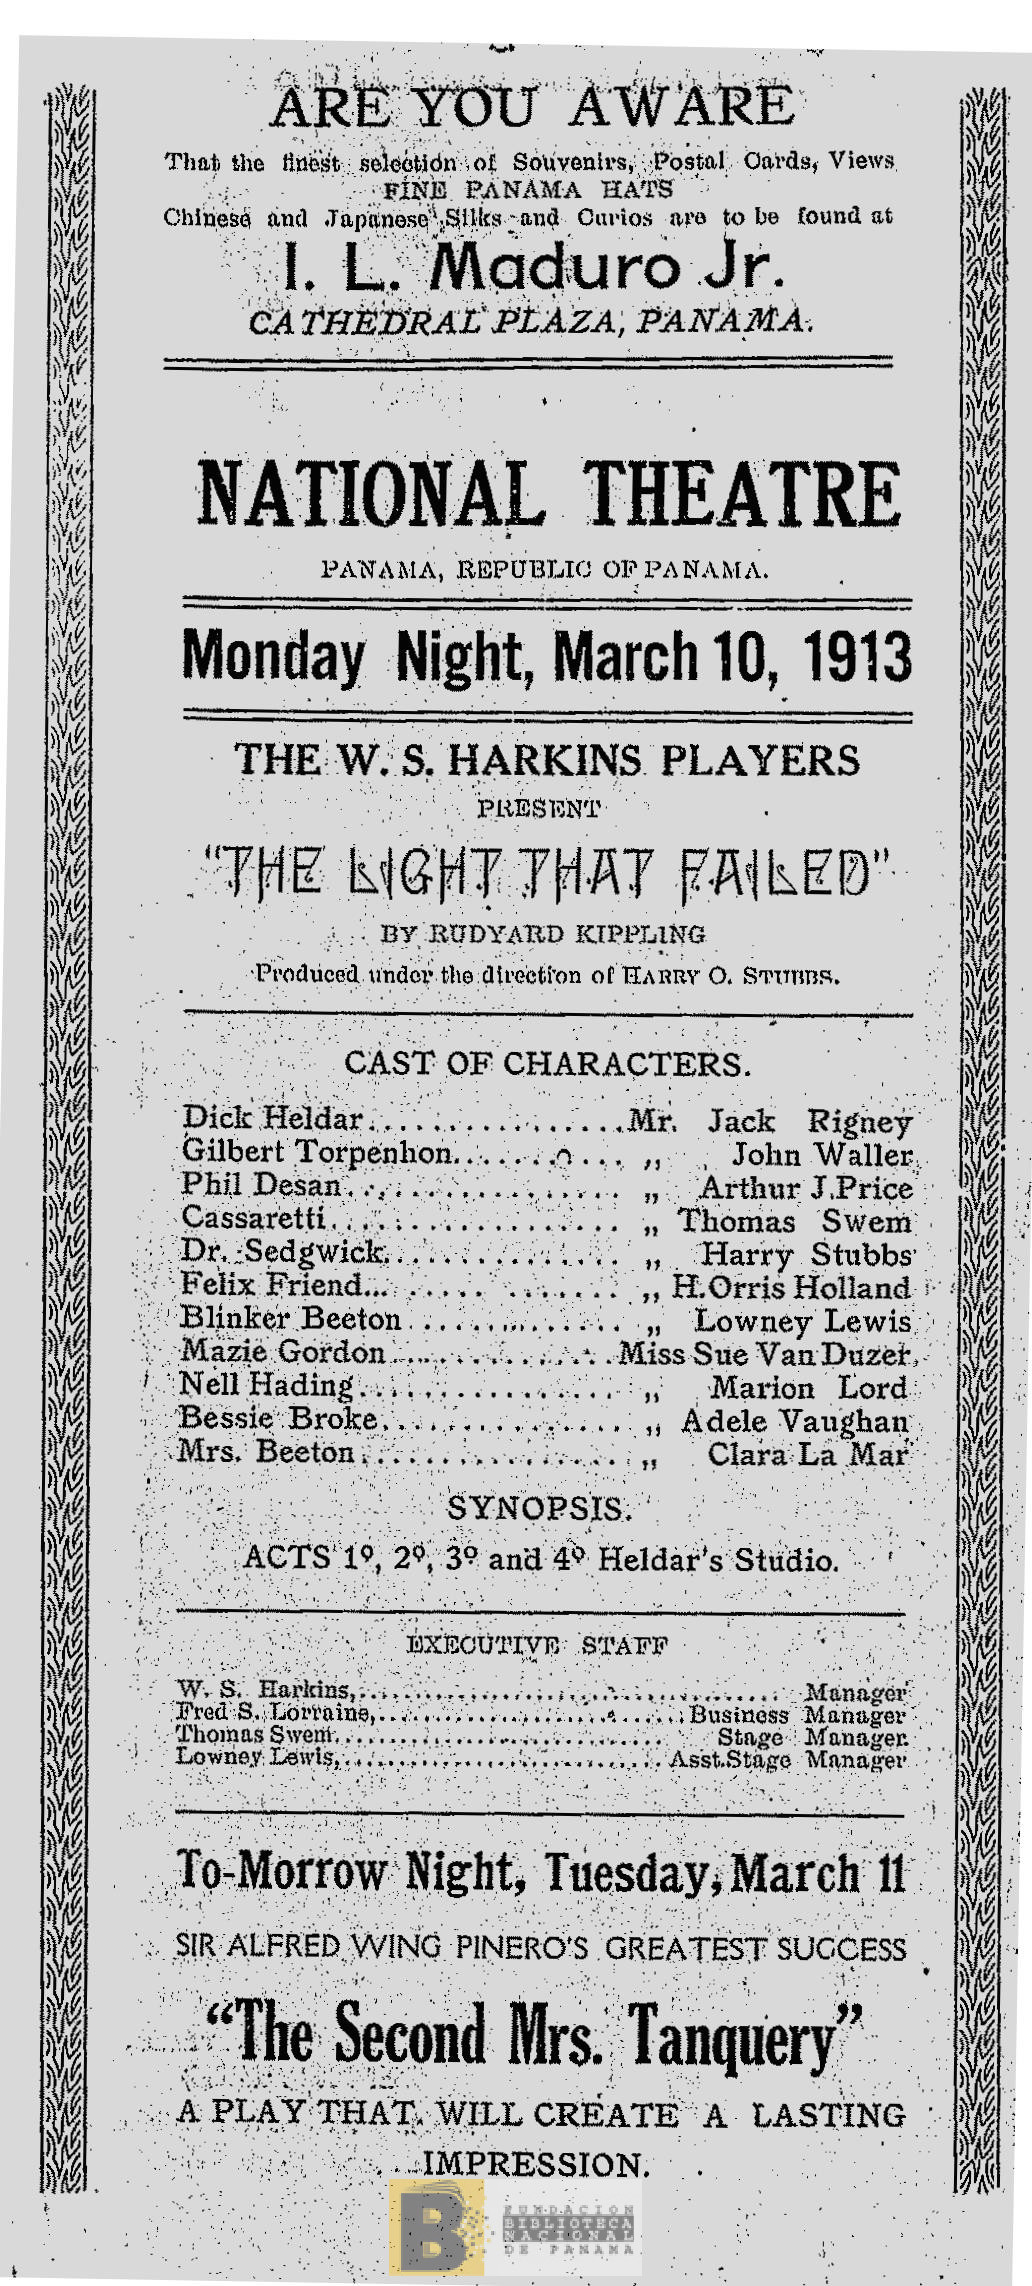 ARE YOU AWARE
That the finest selection of Souvenirs, Postal Cards, Views
FINE PANAMA HATS
Chinese and Japanese Silks and Curios are to be found at
I. L. Maduro Jr.
CATHEDRAL PLAZA, PANAMA.
NATIONAL THEATRE
PANAMA, REPUBLIC OF PANAMA.
Monday Night, March 10, 1913
THE W. S. HARKINS PLAYERS
PRESENT
"THE LIGHT THAT FAILED"
BY RUDYARD KIPPLING
Produced under the direction of HARRY O. STUBBS.
CAST OF CHARACTERS.
Dick Heldar................Mr. Jack Rigney
Gilbert Torpenhon........... ,, John Waller
Phil Desan................. ,, Arthur J. Price
Cassaretti.................. ,, Thomas Swem
Dr. Sedgwick............... ,, Harry Stubbs
Felix Friend... ..... ....... ,, H. Orris Holland
Blinker Beeton.............. ,, Lowney Lewis
Mazie Gordon..............Miss Sue Van Duzer
Nell Hading................ ,, Marion Lord
Bessie Broke............... ,, Adele Vaughan
Mrs. Beeton................ ,, Clara La Mar
SYNOPSIS.
ACTS 1º, 2º, 3º and 4º Heldar's Studio.
EXECUTIVE STAFF
W. S. Harkins,........................................ Manager
Fred S. Lorraine,..............................Business Manager
Thomas Swem............................... Stage Manager.
Lowney Lewis,..............................Asst. Stage Manager
To-Morrow Night, Tuesday, March 11
SIR ALFRED WING PINERO'S GREATEST SUCCESS
"The Second Mrs. Tanquery"
A PLAY THAT WILL CREATE A LASTING
IMPRESSION.
FUNDACION
BIBLIOTECA
NACIONAL
DE PANAMA